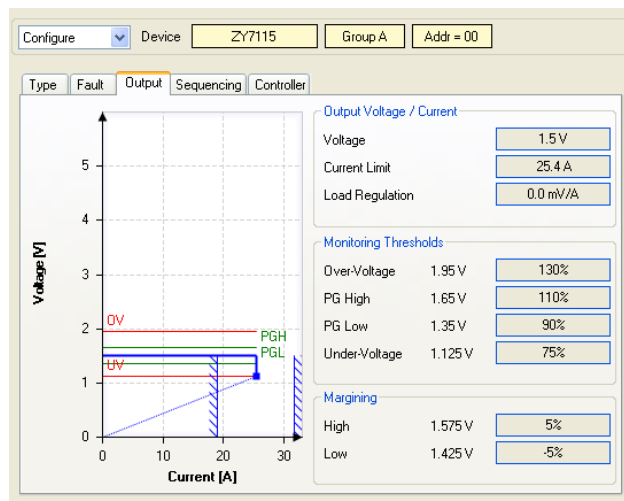 Configure Device ZY7115 Group A Addr = 00
Type Fault Output Sequencing Controller
Voltage [V]
5
4
3
2
1
0
OV
PGH
PGL
UV
0 10 20 30
Current [A]
Output Voltage / Current
Voltage 1.5 V
Current Limit 25.4 A
Load Regulation 0.0 mV/A
Monitoring Thresholds
Over-Voltage 1.95 V 130%
PG High 1.65 V 110%
PG Low 1.35 V 90%
Under-Voltage 1.125 V 75%
Margining
High 1.575 V 5%
Low 1.425 V -5%